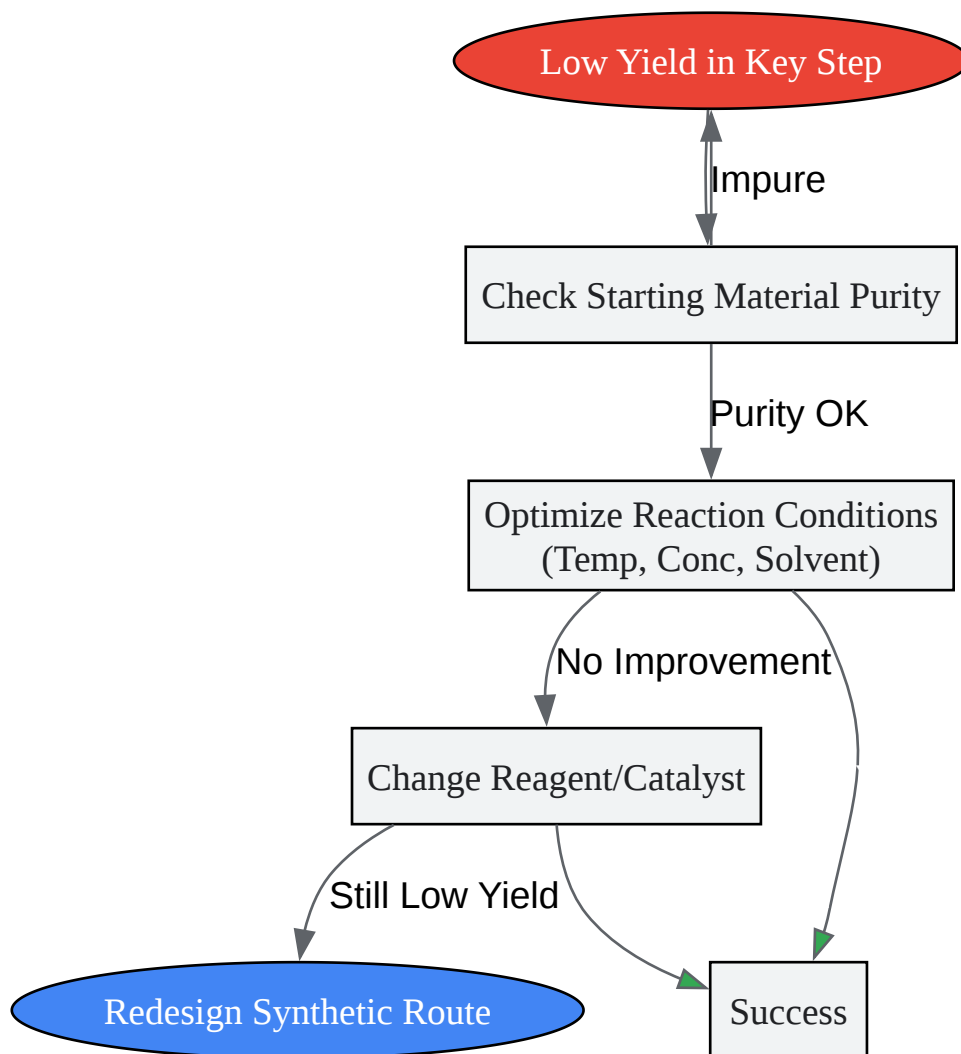 Low Yield in Key Step
Impure
Check Starting Material Purity
Purity OK
Optimize Reaction Conditions
(Temp, Conc, Solvent)
No Improvement
Change Reagent/Catalyst
Still Low Yield
Redesign Synthetic Route
Success